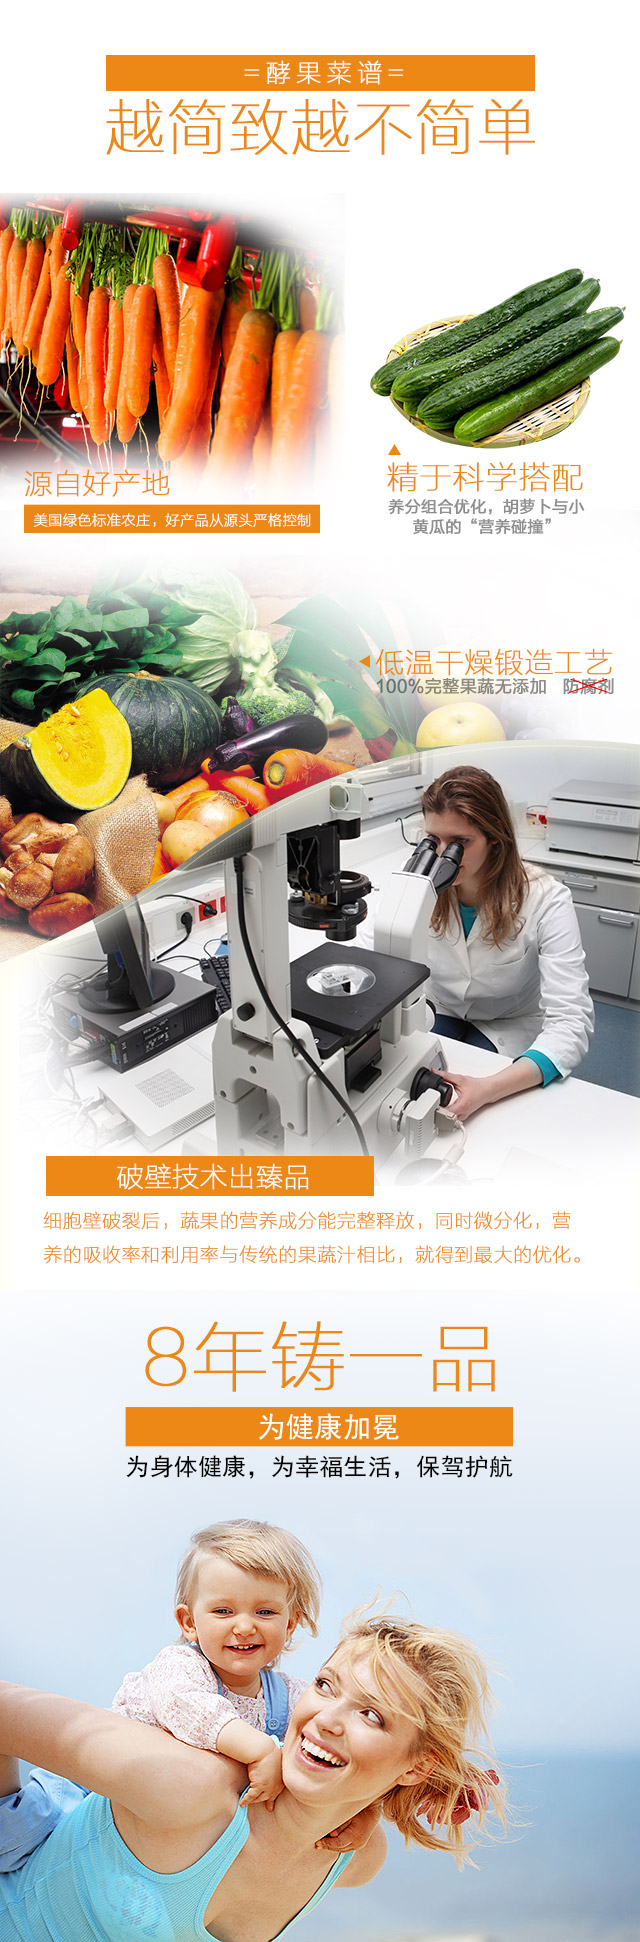 =酵果菜谱=
越简致越不简单
源自好产地
美国绿色标准农庄，好产品从源头严格控制
精于科学搭配
养分组合优化，胡萝卜与小
黄瓜的“营养碰撞”
低温干燥锻造工艺
100%完整果蔬无添加 防腐剂
破壁技术出臻品
细胞壁破裂后，蔬果的营养成分能完整释放，同时微分化，营
养的吸收率和利用率与传统的果蔬汁相比，就得到最大的优化。
8年铸一品
为健康加冕
为身体健康，为幸福生活，保驾护航